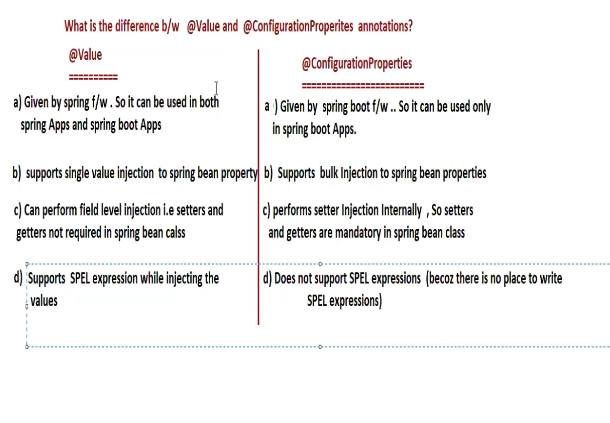 What is the difference b/w @Value and @ConfigurationProperites annotations?
@Value
==========
a) Given by spring f/w . So it can be used in both
spring Apps and spring boot Apps
b) supports single value injection to spring bean property
c) Can perform field level injection i.e setters and
getters not required in spring bean calss
d) Supports SPEL expression while injecting the
values
@ConfigurationProperties
=========================
a ) Given by spring boot f/w .. So it can be used only
in spring boot Apps.
b) Supports bulk Injection to spring bean properties
c) performs setter Injection Internally , So setters
and getters are mandatory in spring bean class
d) Does not support SPEL expressions (becoz there is no place to write
SPEL expressions)